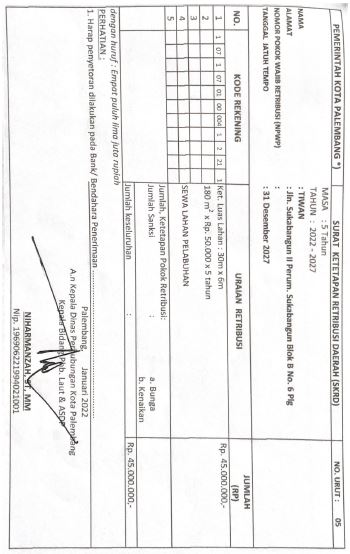 PEMERINTAH KOTA PALEMBANG *)
SURAT KETETAPAN RETRIBUSI DAERAH (SKRD)
NO. URUT : 05
MASA : 5 Tahun
TAHUN : 2022 - 2027
NAMA : TIWAN
ALAMAT : Jln. Sukabangun II Perum. Sukabangun Blok B No. 6 Plg
NOMOR POKOK WAJIB RETRIBUSI (NPWP) :
TANGGAL JATUH TEMPO : 31 Desember 2027
NO. KODE REKENING URAIAN RETRIBUSI JUMLAH (RP)
1 1 07 1 07 01 00 004 1 2 21 1 Ket. Luas Lahan : 30m x 6m Rp. 45.000.000,-
2 180 m² x Rp. 50.000 x 5 tahun
3
4 SEWA LAHAN PELABUHAN
5
Jumlah, Ketetapan Pokok Retribusi:
Jumlah Sanksi : a. Bunga
b. Kenaikan
Jumlah keseluruhan : Rp. 45.000.000,-
dengan huruf : Empat puluh lima juta rupiah
PERHATIAN :
1. Harap penyetoran dilakukan pada Bank/ Bendahara Penerimaan ....................................................
Palembang, Januari 2022
A.n Kepala Dinas Perhubungan Kota Palembang
Kepala Bidang Phb. Laut & ASDP
NIHARMANZAH, ST, MM
Nip. 196906221994021001